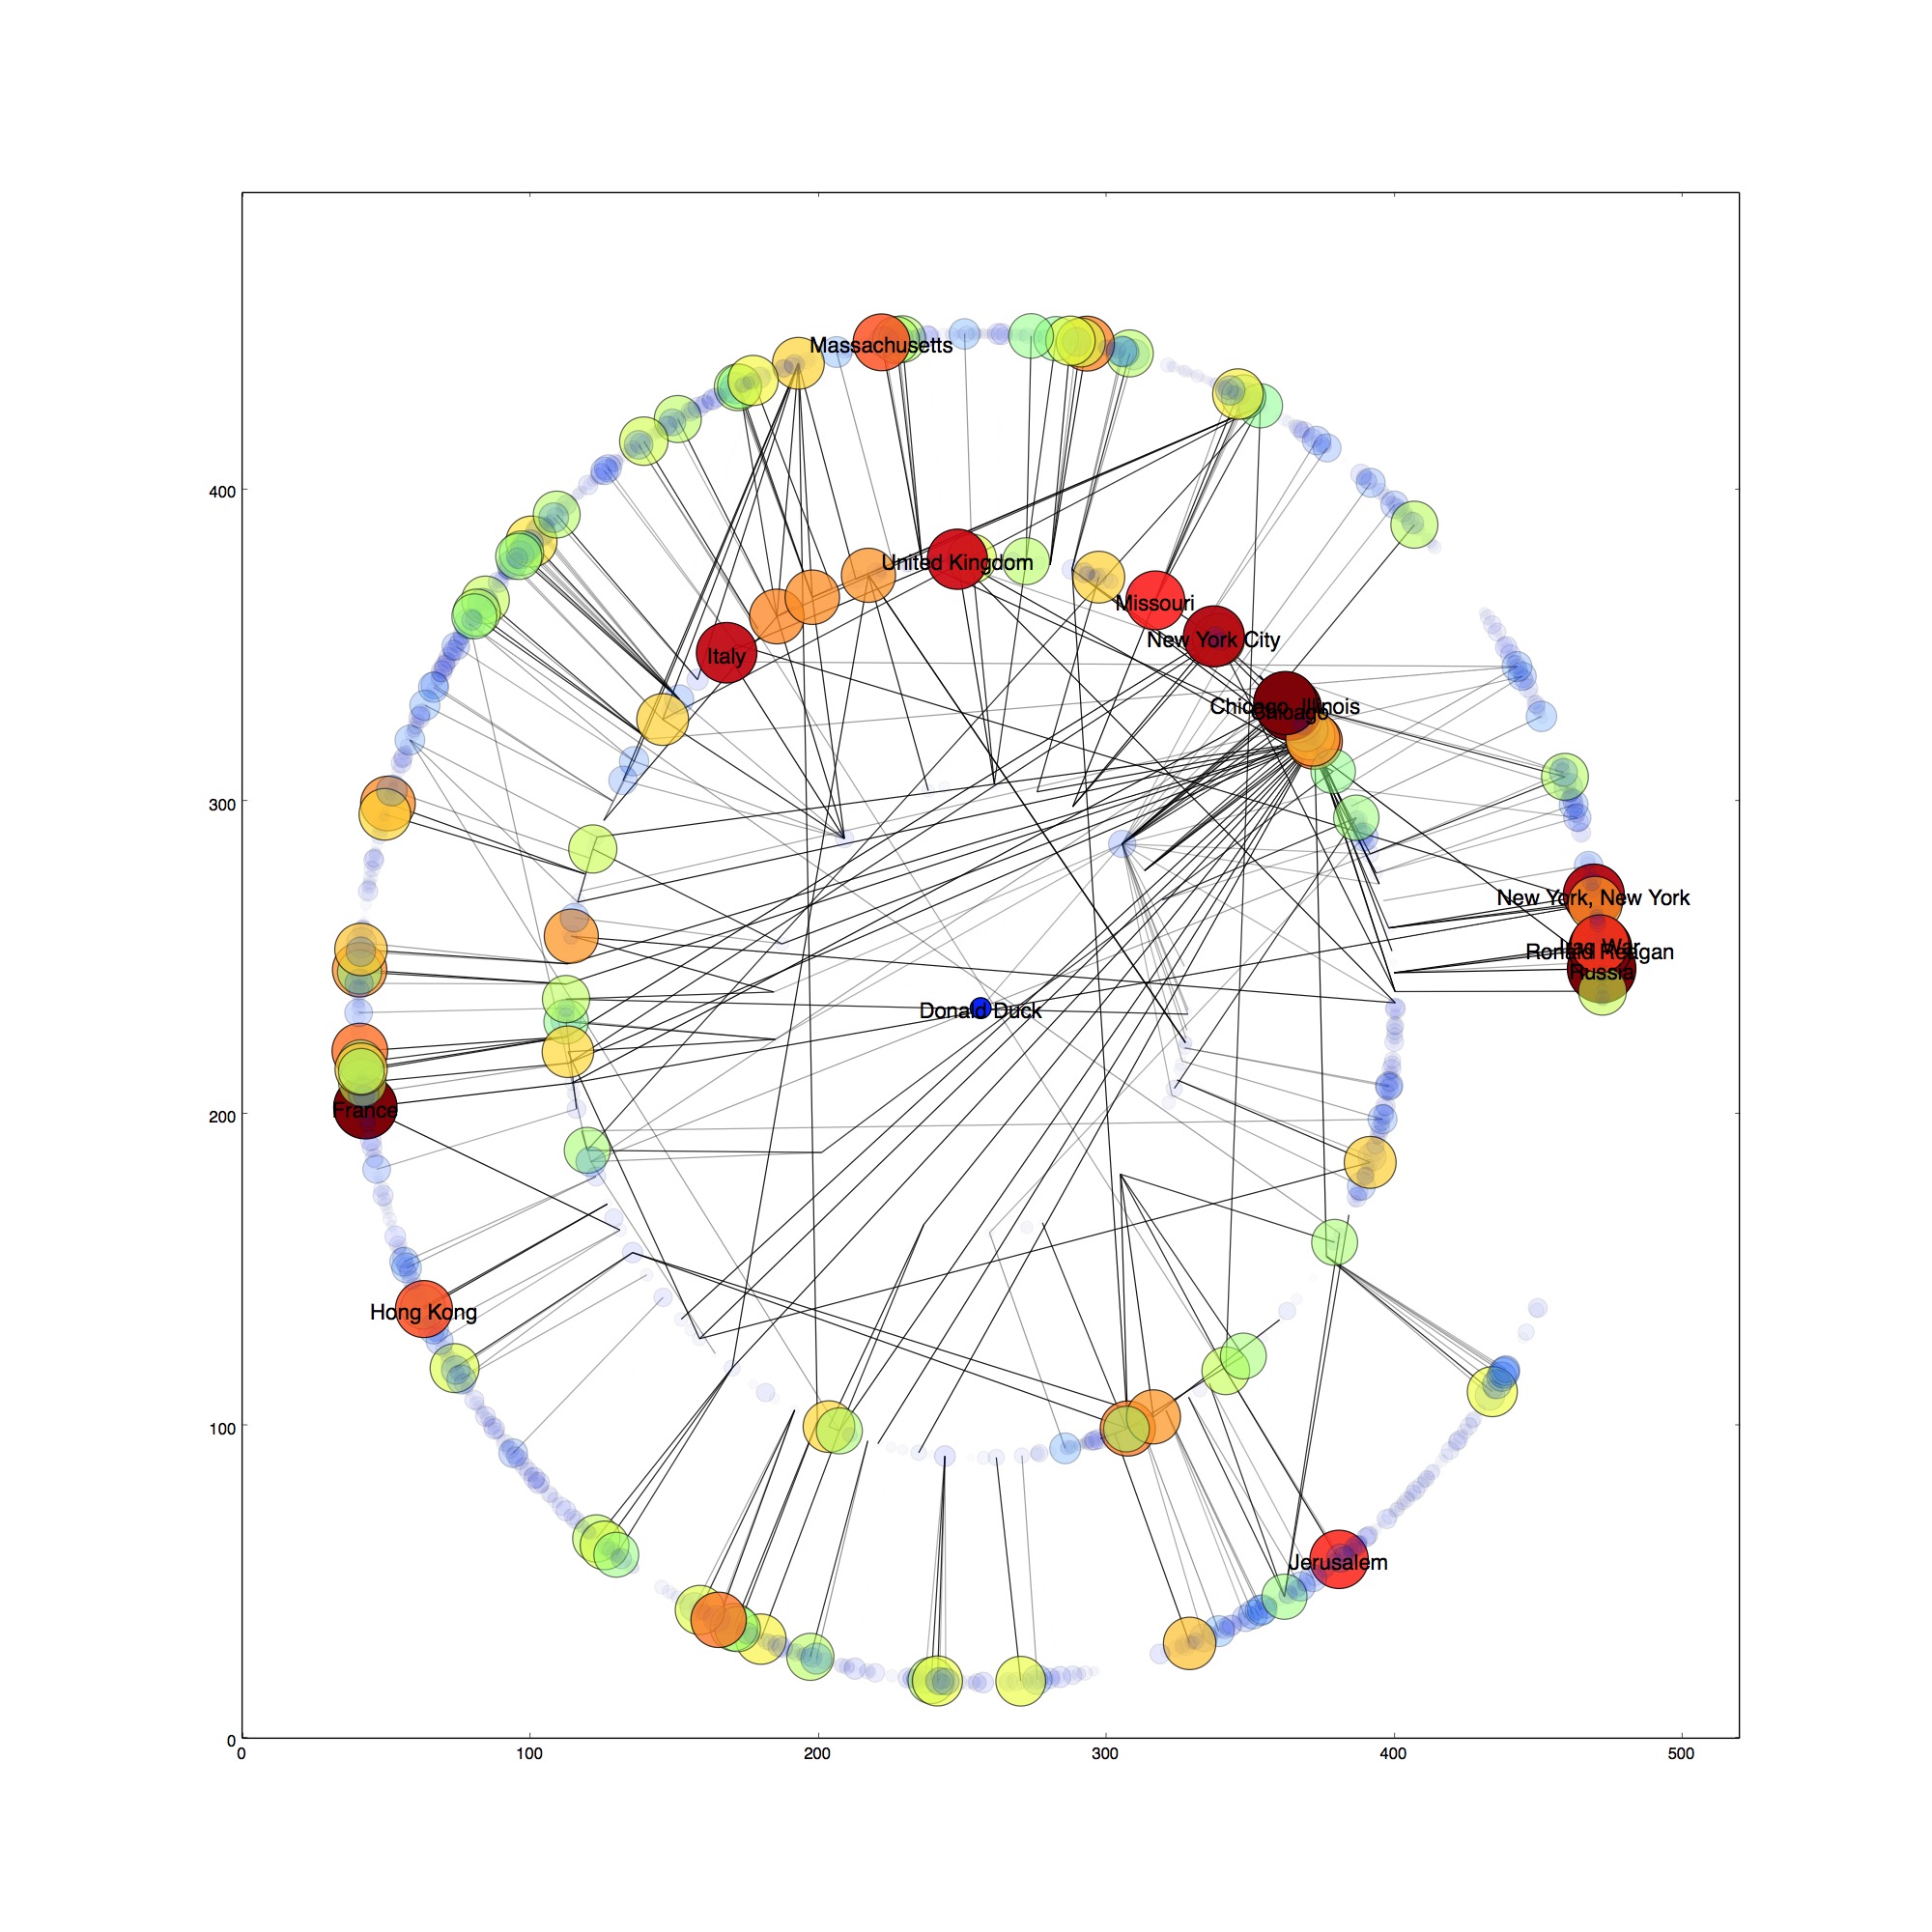 Massachusetts
400
United Kingdom
Missouri
New York City
Italy
Chicago, Illinois
Chicago
300
New York, New York
Iraq War
Ronald Reagan
Russia
Donald Duck
200
France
Hong Kong
100
Jerusalem
0
0 100 200 300 400 500